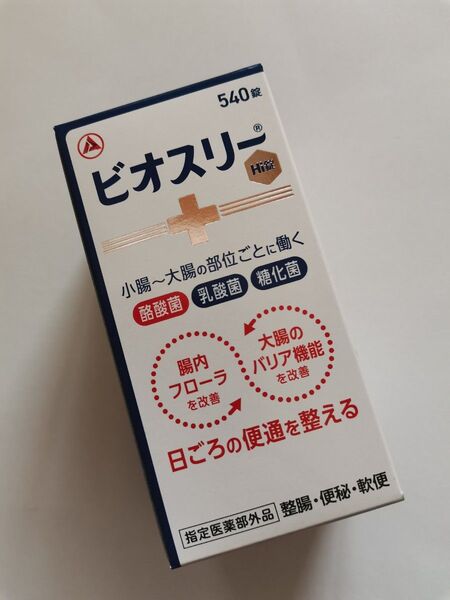 540錠
ビオスリー®
Hi錠
小腸～大腸の部位ごとに働く
酪酸菌 乳酸菌 糖化菌
腸内
フローラ
を改善
大腸の
バリア機能
を改善
日ごろの便通を整える
指定医薬部外品 整腸・便秘・軟便